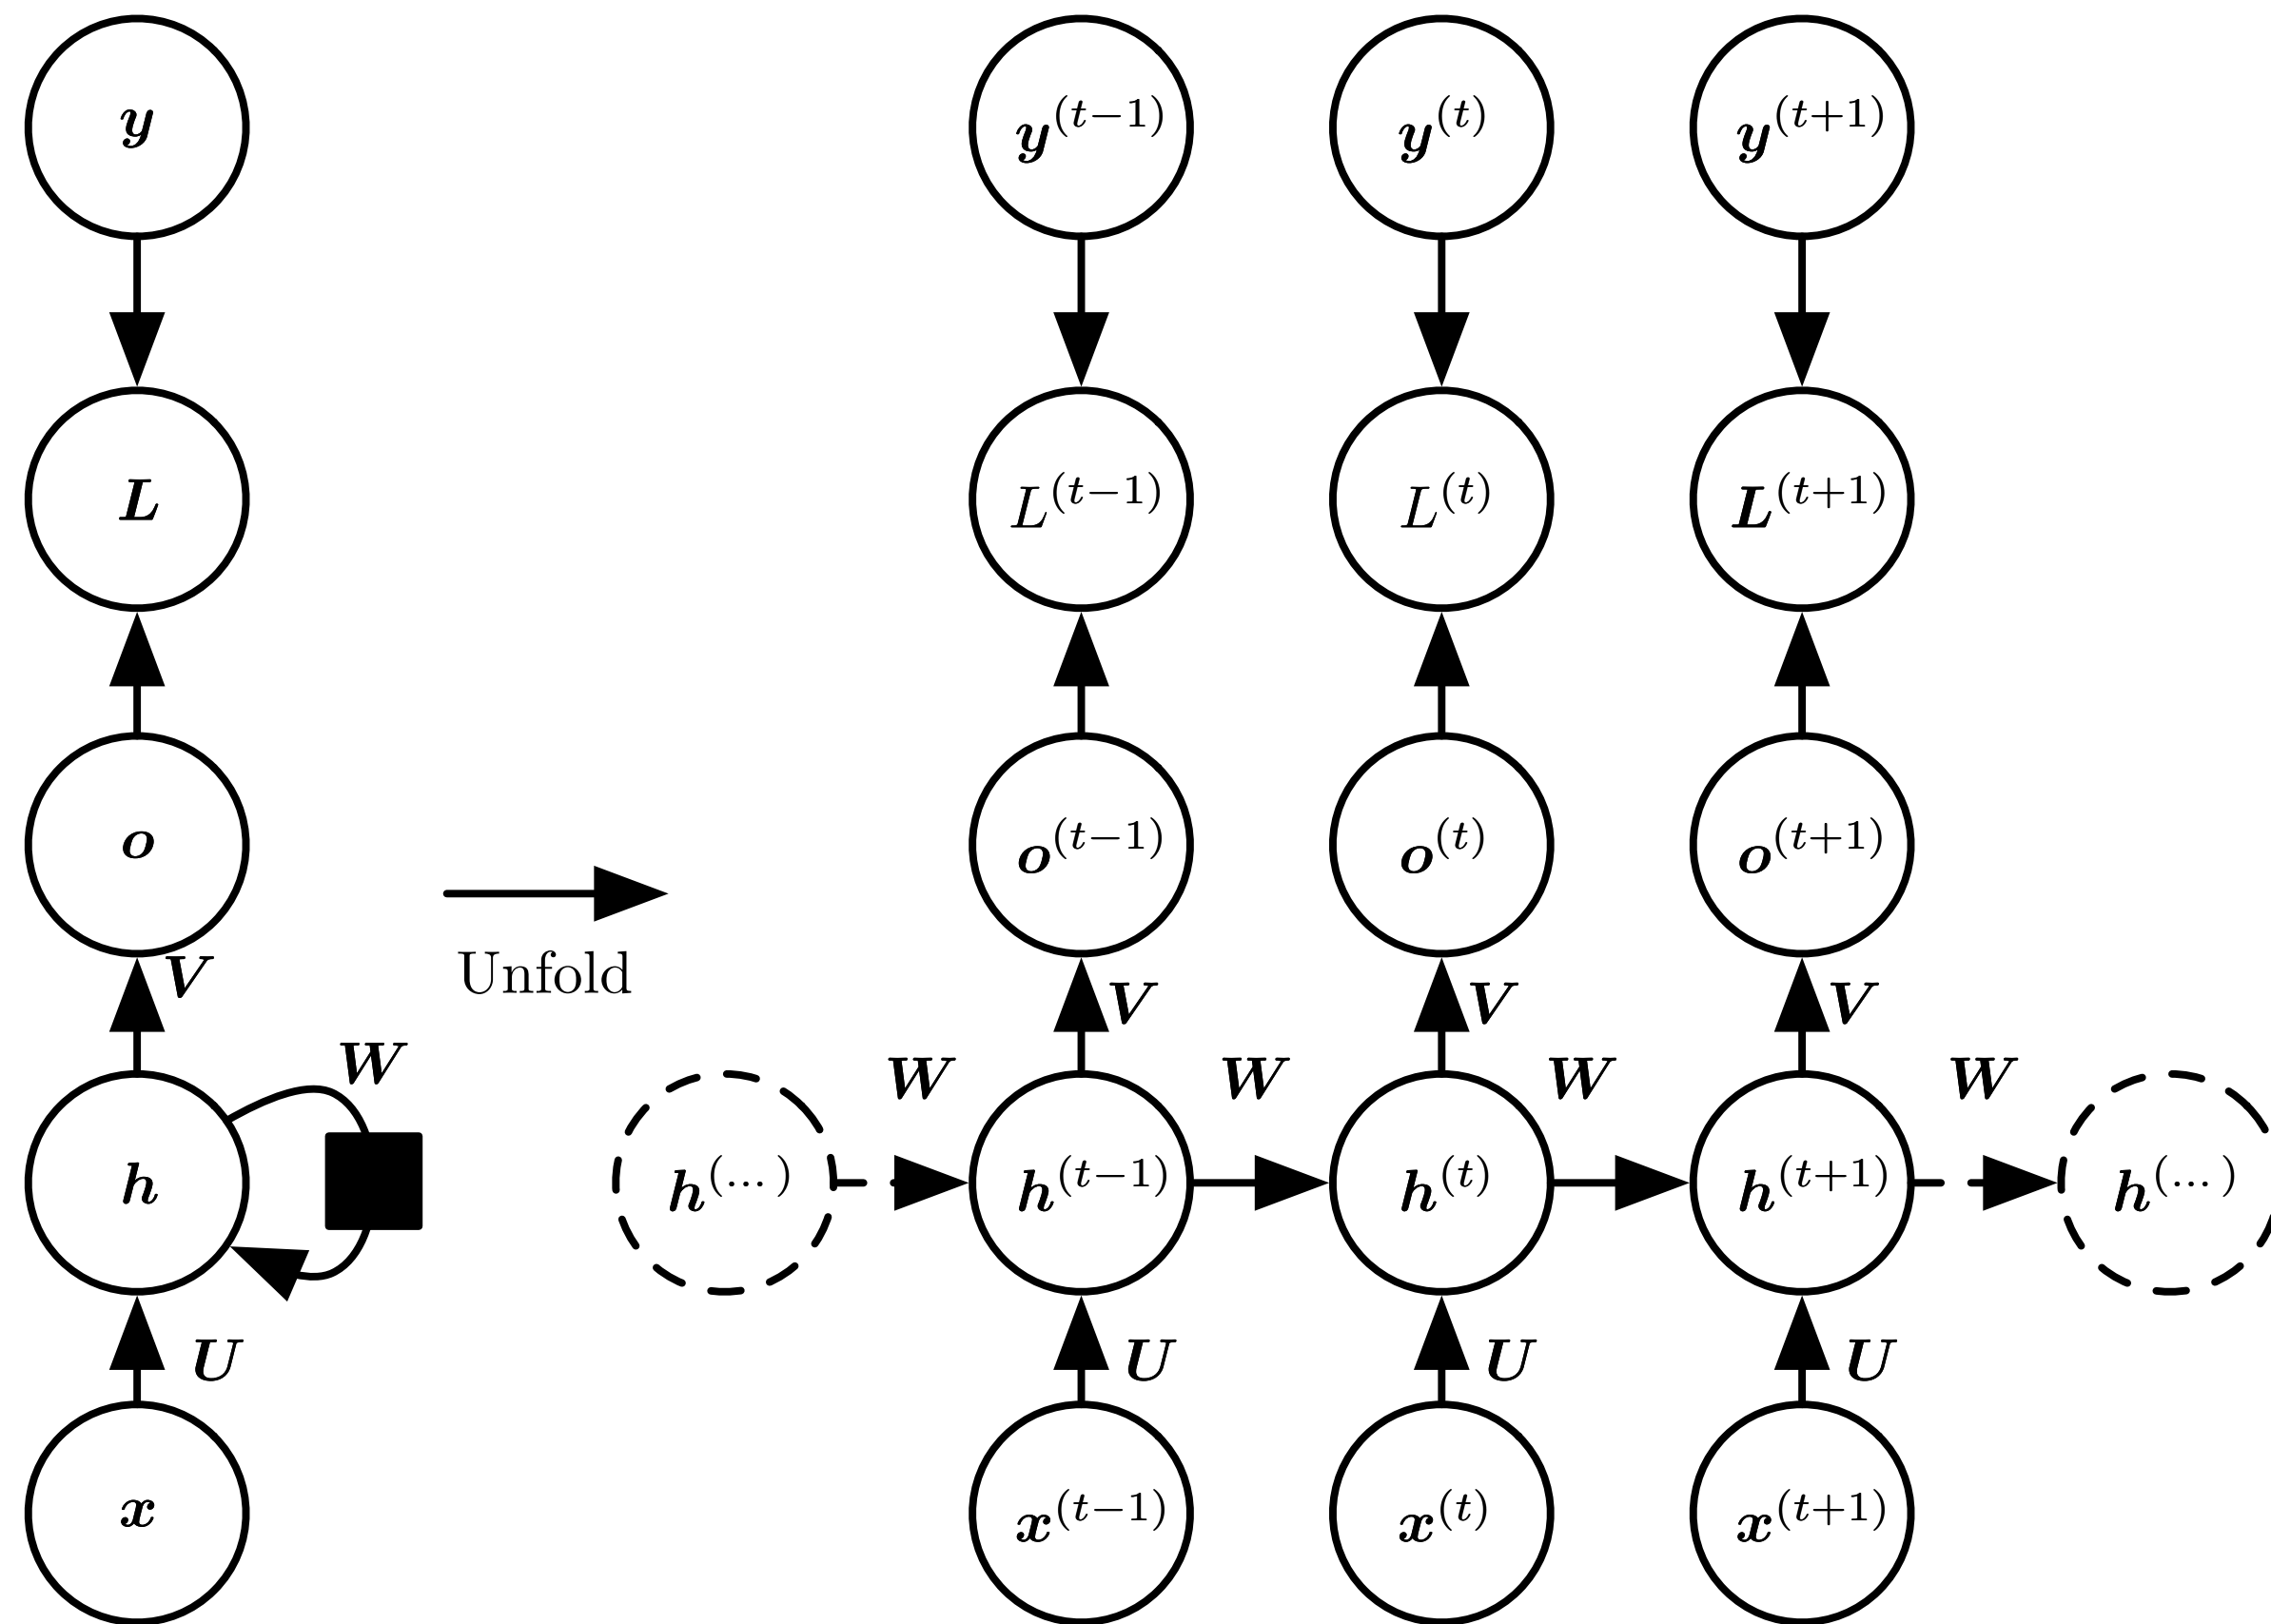 y y^(t−1) y^(t) y^(t+1)
L L^(t−1) L^(t) L^(t+1)
o o^(t−1) o^(t) o^(t+1)
Unfold
V V V V
W W W W W
h h^(...) h^(t−1) h^(t) h^(t+1) h^(...)
U U U U
x x^(t−1) x^(t) x^(t+1)